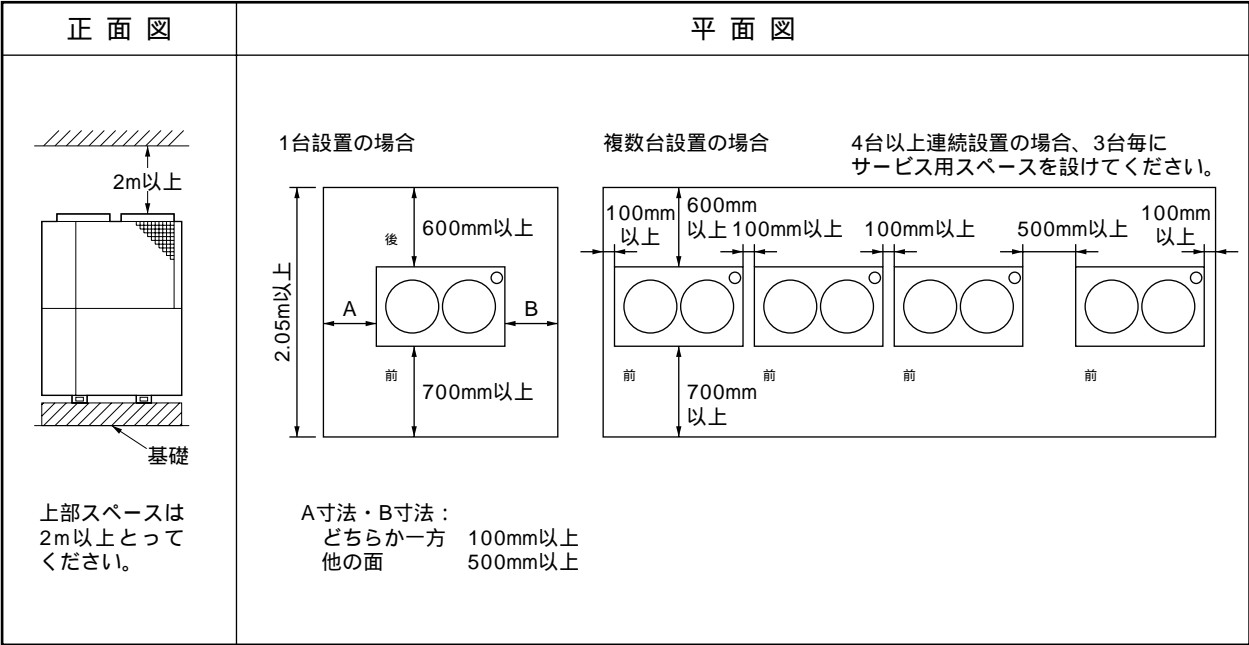 正面図
平面図
2m以上
基礎
上部スペースは
2m以上とって
ください。
1台設置の場合
2.05m以上
後
600mm以上
A
B
前
700mm以上
A寸法・B寸法：
どちらか一方 100mm以上
他の面 500mm以上
複数台設置の場合
4台以上連続設置の場合、3台毎に
サービス用スペースを設けてください。
100mm
以上
600mm
以上
100mm以上
100mm以上
500mm以上
100mm
以上
前
前
前
前
700mm
以上